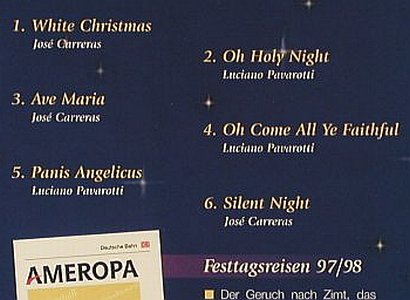 1. White Christmas
José Carreras
2. Oh Holy Night
Luciano Pavarotti
3. Ave Maria
José Carreras
4. Oh Come All Ye Faithful
Luciano Pavarotti
5. Panis Angelicus
Luciano Pavarotti
6. Silent Night
José Carreras
Deutsche Bahn DB
AMEROPA
Festtagsreisen 97/98
Der Geruch nach Zimt, das